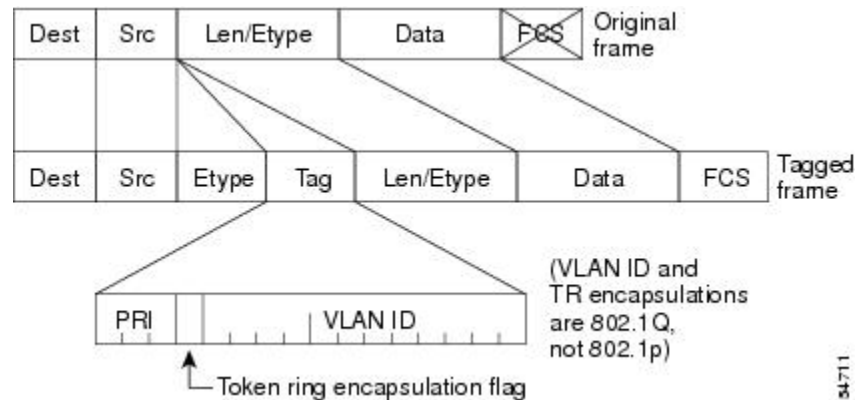 Dest Src Len/Etype Data FCS Original
frame
Dest Src Etype Tag Len/Etype Data FCS Tagged
frame
PRI VLAN ID
(VLAN ID and
TR encapsulations
are 802.1Q,
not 802.1p)
Token ring encapsulation flag
54711